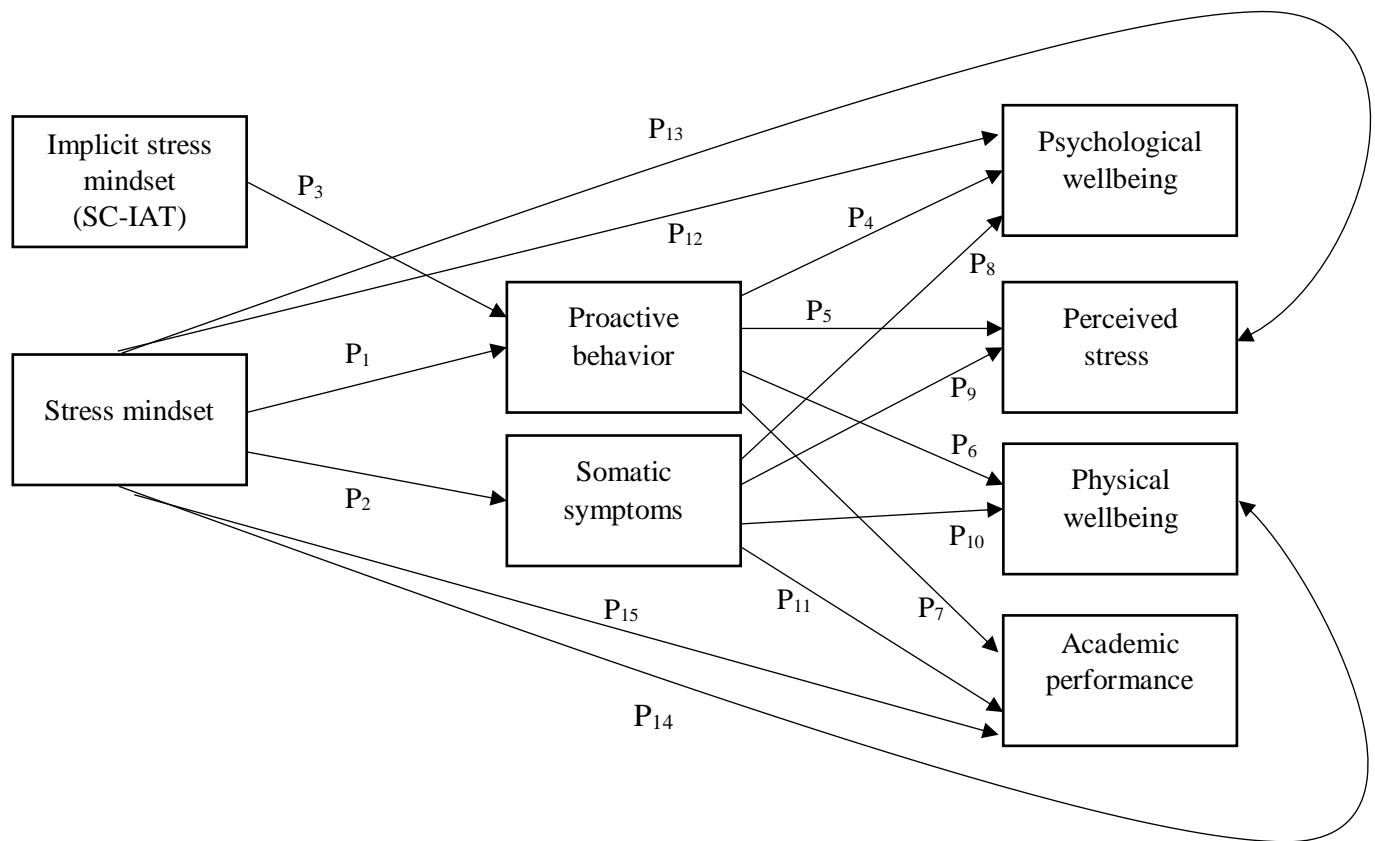 Implicit stress
mindset
(SC-IAT)
Stress mindset
P₃
P₁
P₂
P₁₃
P₁₂
Proactive
behavior
Somatic
symptoms
P₄
P₈
P₅
P₉
P₆
P₁₀
P₇
P₁₁
P₁₅
P₁₄
Psychological
wellbeing
Perceived
stress
Physical
wellbeing
Academic
performance